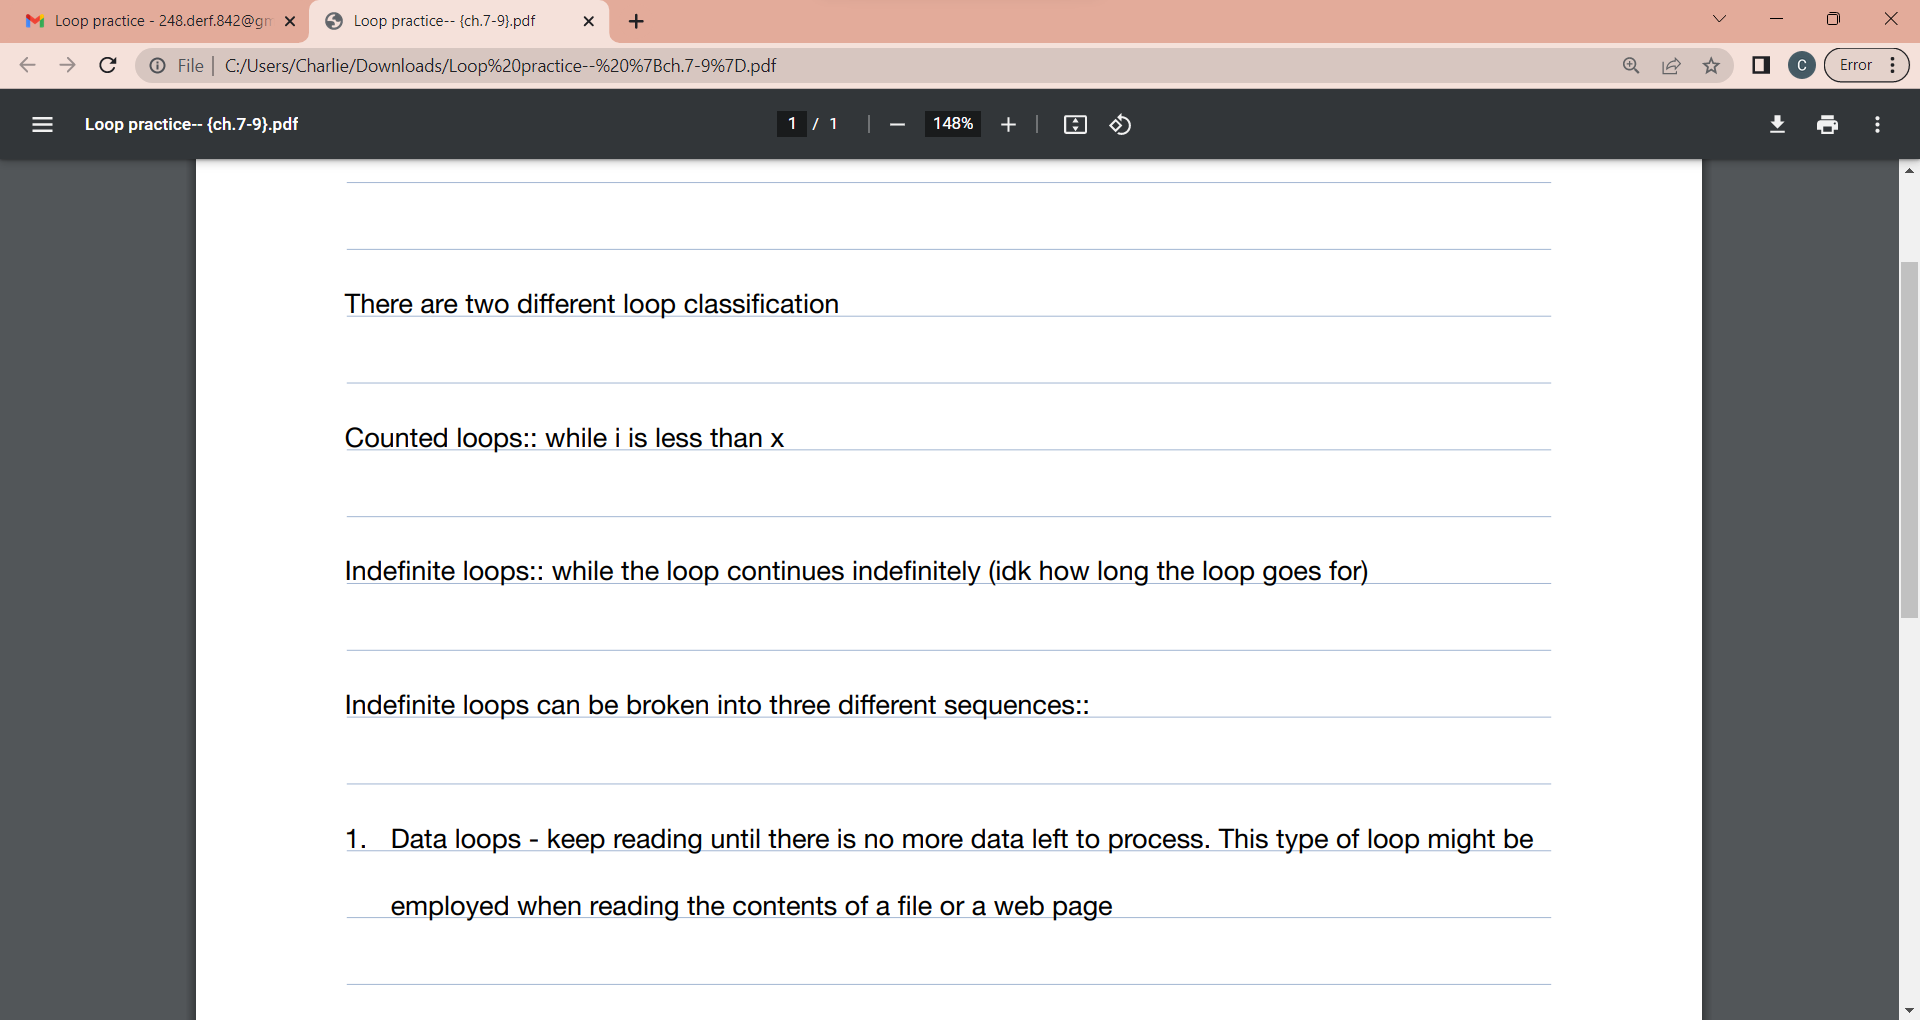 Loop practice - 248.derf.842@gm
Loop practice-- {ch.7-9}.pdf
File
C:/Users/Charlie/Downloads/Loop%20practice--%20%7Bch.7-9%7D.pdf
C
Error
Loop practice-- {ch.7-9}.pdf
1 / 1
148%
There are two different loop classification
Counted loops:: while i is less than x
Indefinite loops:: while the loop continues indefinitely (idk how long the loop goes for)
Indefinite loops can be broken into three different sequences::
1. Data loops - keep reading until there is no more data left to process. This type of loop might be
employed when reading the contents of a file or a web page